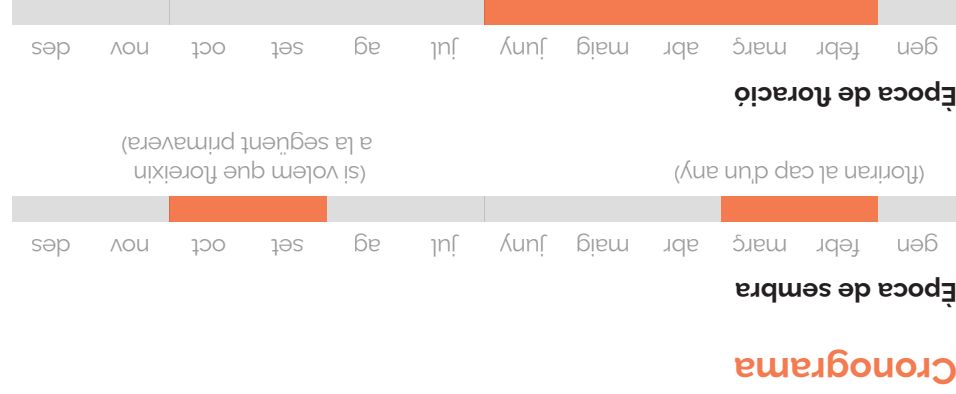 Cronograma
Època de sembra
gen febr març abr maig juny jul ag set oct nov des
(floriran al cap d'un any)
(si volem que floreixin
a la següent primavera)
Època de floració
gen febr març abr maig juny jul ag set oct nov des